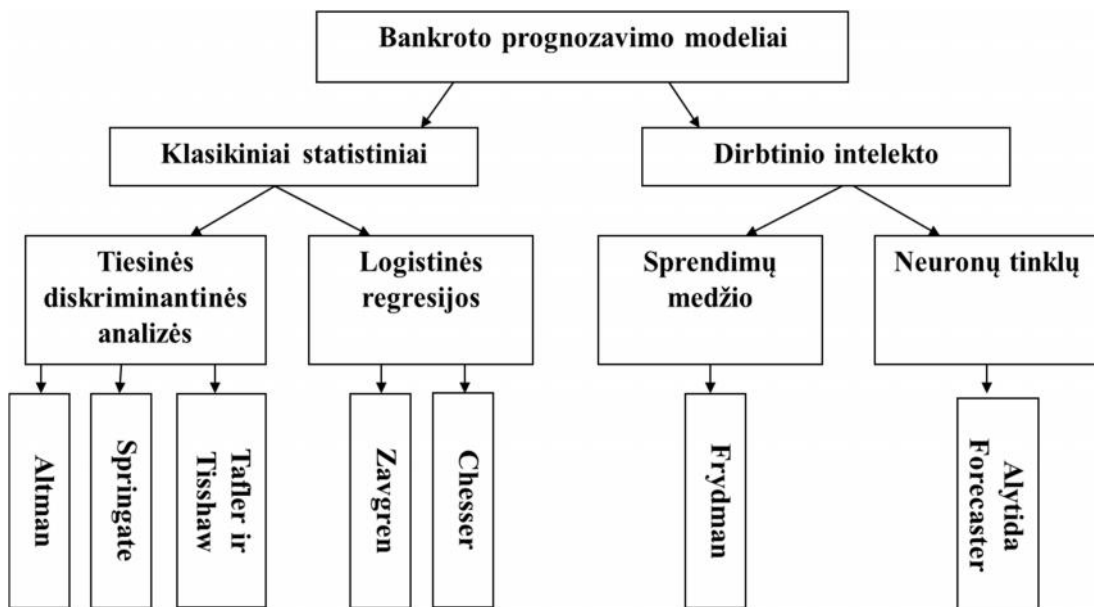 Bankroto prognozavimo modeliai
Klasikiniai statistiniai
Dirbtinio intelekto
Tiesinės
diskriminantinės
analizės
Logistinės
regresijos
Sprendimų
medžio
Neuronų tinklų
Altman
Springate
Tafler ir
Tisshaw
Zavgren
Chesser
Frydman
Alytida
Forecaster